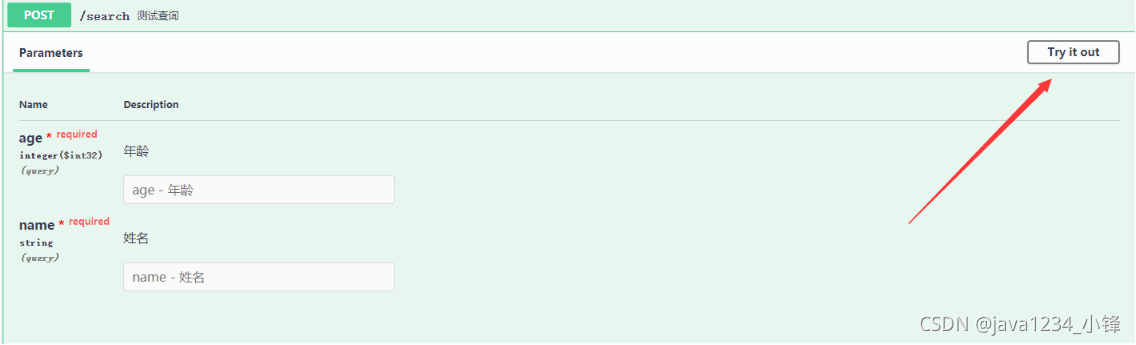 POST /search 测试查询
Parameters
Try it out
Name Description
age * required
integer($int32)
(query)
年龄
age - 年龄
name * required
string
(query)
姓名
name - 姓名
CSDN @java1234_小锋